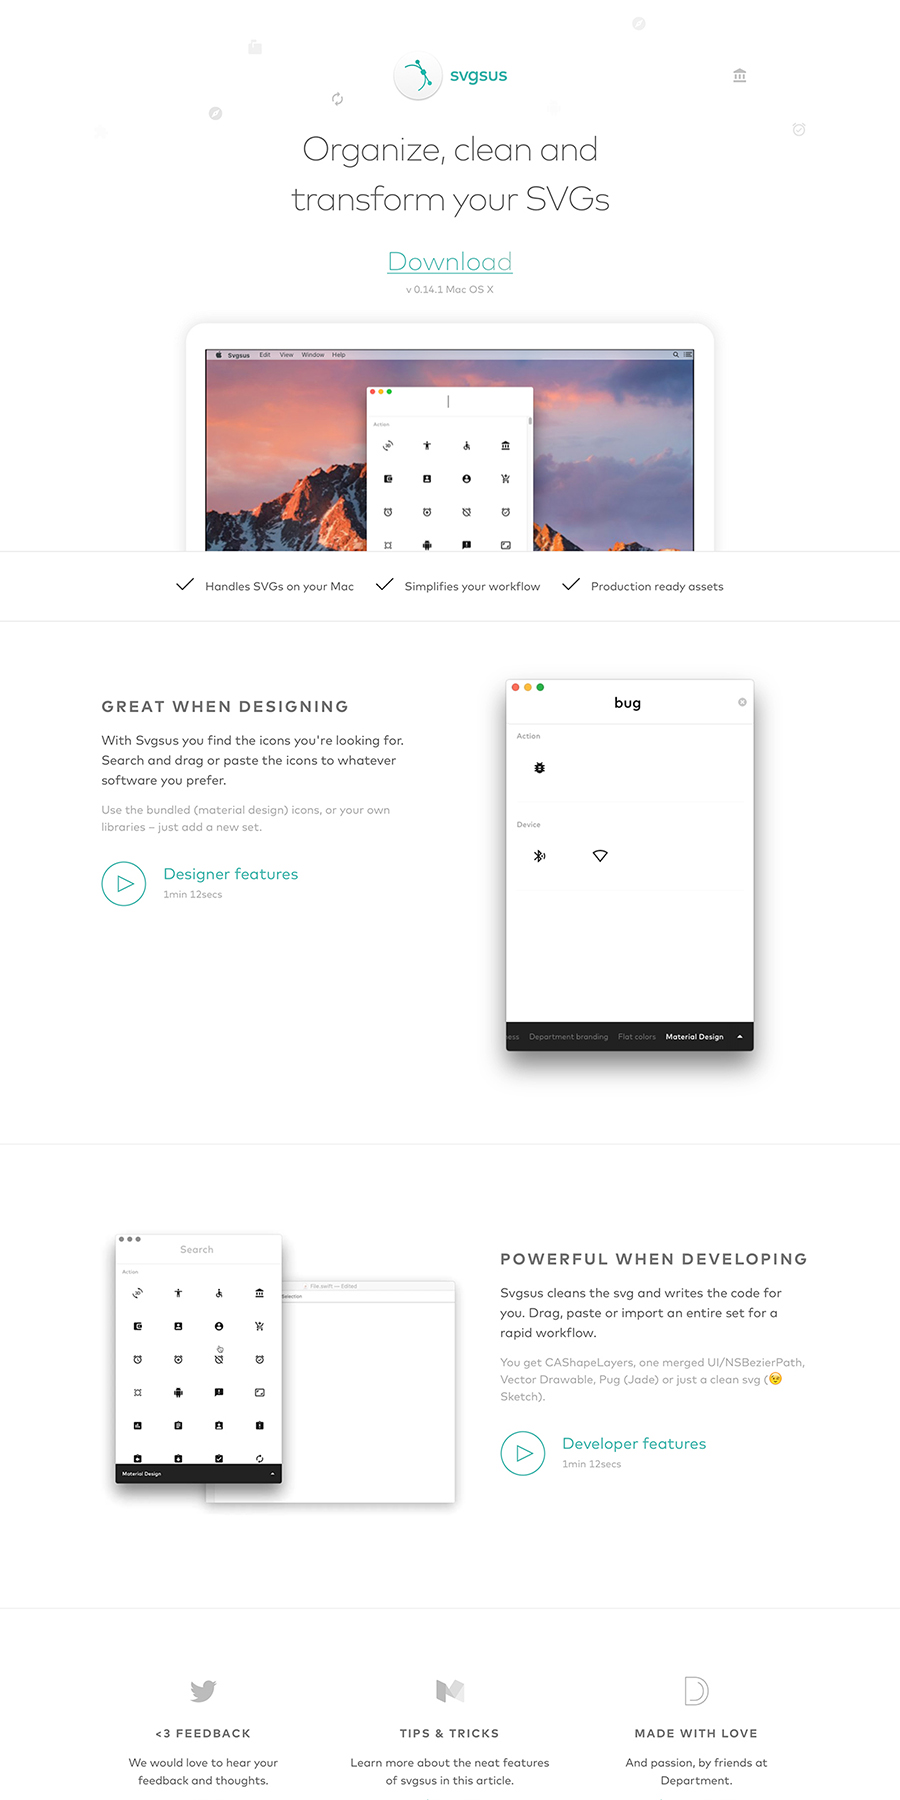 svgsus
Organize, clean and
transform your SVGs
Download
v 0.14.1 Mac OS X
Svgsus Edit View Window Help
Action
Handles SVGs on your Mac
Simplifies your workflow
Production ready assets
GREAT WHEN DESIGNING
With Svgsus you find the icons you're looking for.
Search and drag or paste the icons to whatever
software you prefer.
Use the bundled (material design) icons, or your own
libraries – just add a new set.
Designer features
1min 12secs
bug
Action
Device
Department branding Flat colors Material Design
Search
Action
Material Design
File.swift — Edited
Selection
POWERFUL WHEN DEVELOPING
Svgsus cleans the svg and writes the code for
you. Drag, paste or import an entire set for a
rapid workflow.
You get CAShapeLayers, one merged UI/NSBezierPath,
Vector Drawable, Pug (Jade) or just a clean svg (😉
Sketch).
Developer features
1min 12secs
<3 FEEDBACK
We would love to hear your
feedback and thoughts.
TIPS & TRICKS
Learn more about the neat features
of svgsus in this article.
MADE WITH LOVE
And passion, by friends at
Department.